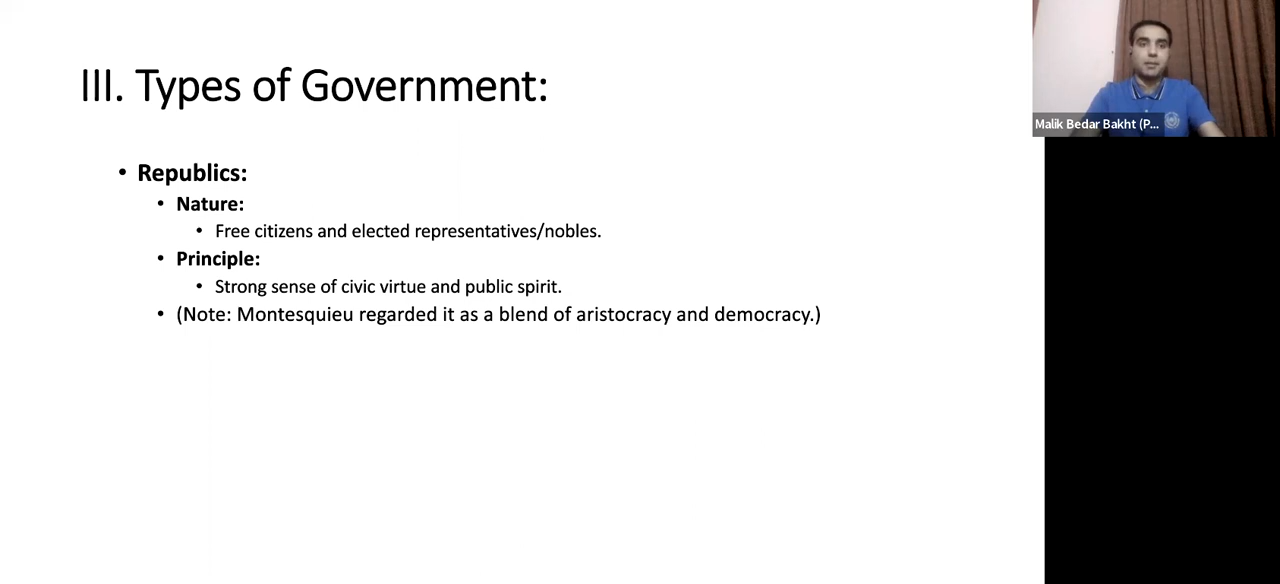 III. Types of Government:
• Republics:
• Nature:
• Free citizens and elected representatives/nobles.
• Principle:
• Strong sense of civic virtue and public spirit.
• (Note: Montesquieu regarded it as a blend of aristocracy and democracy.)
Malik Bedar Bakht (P...